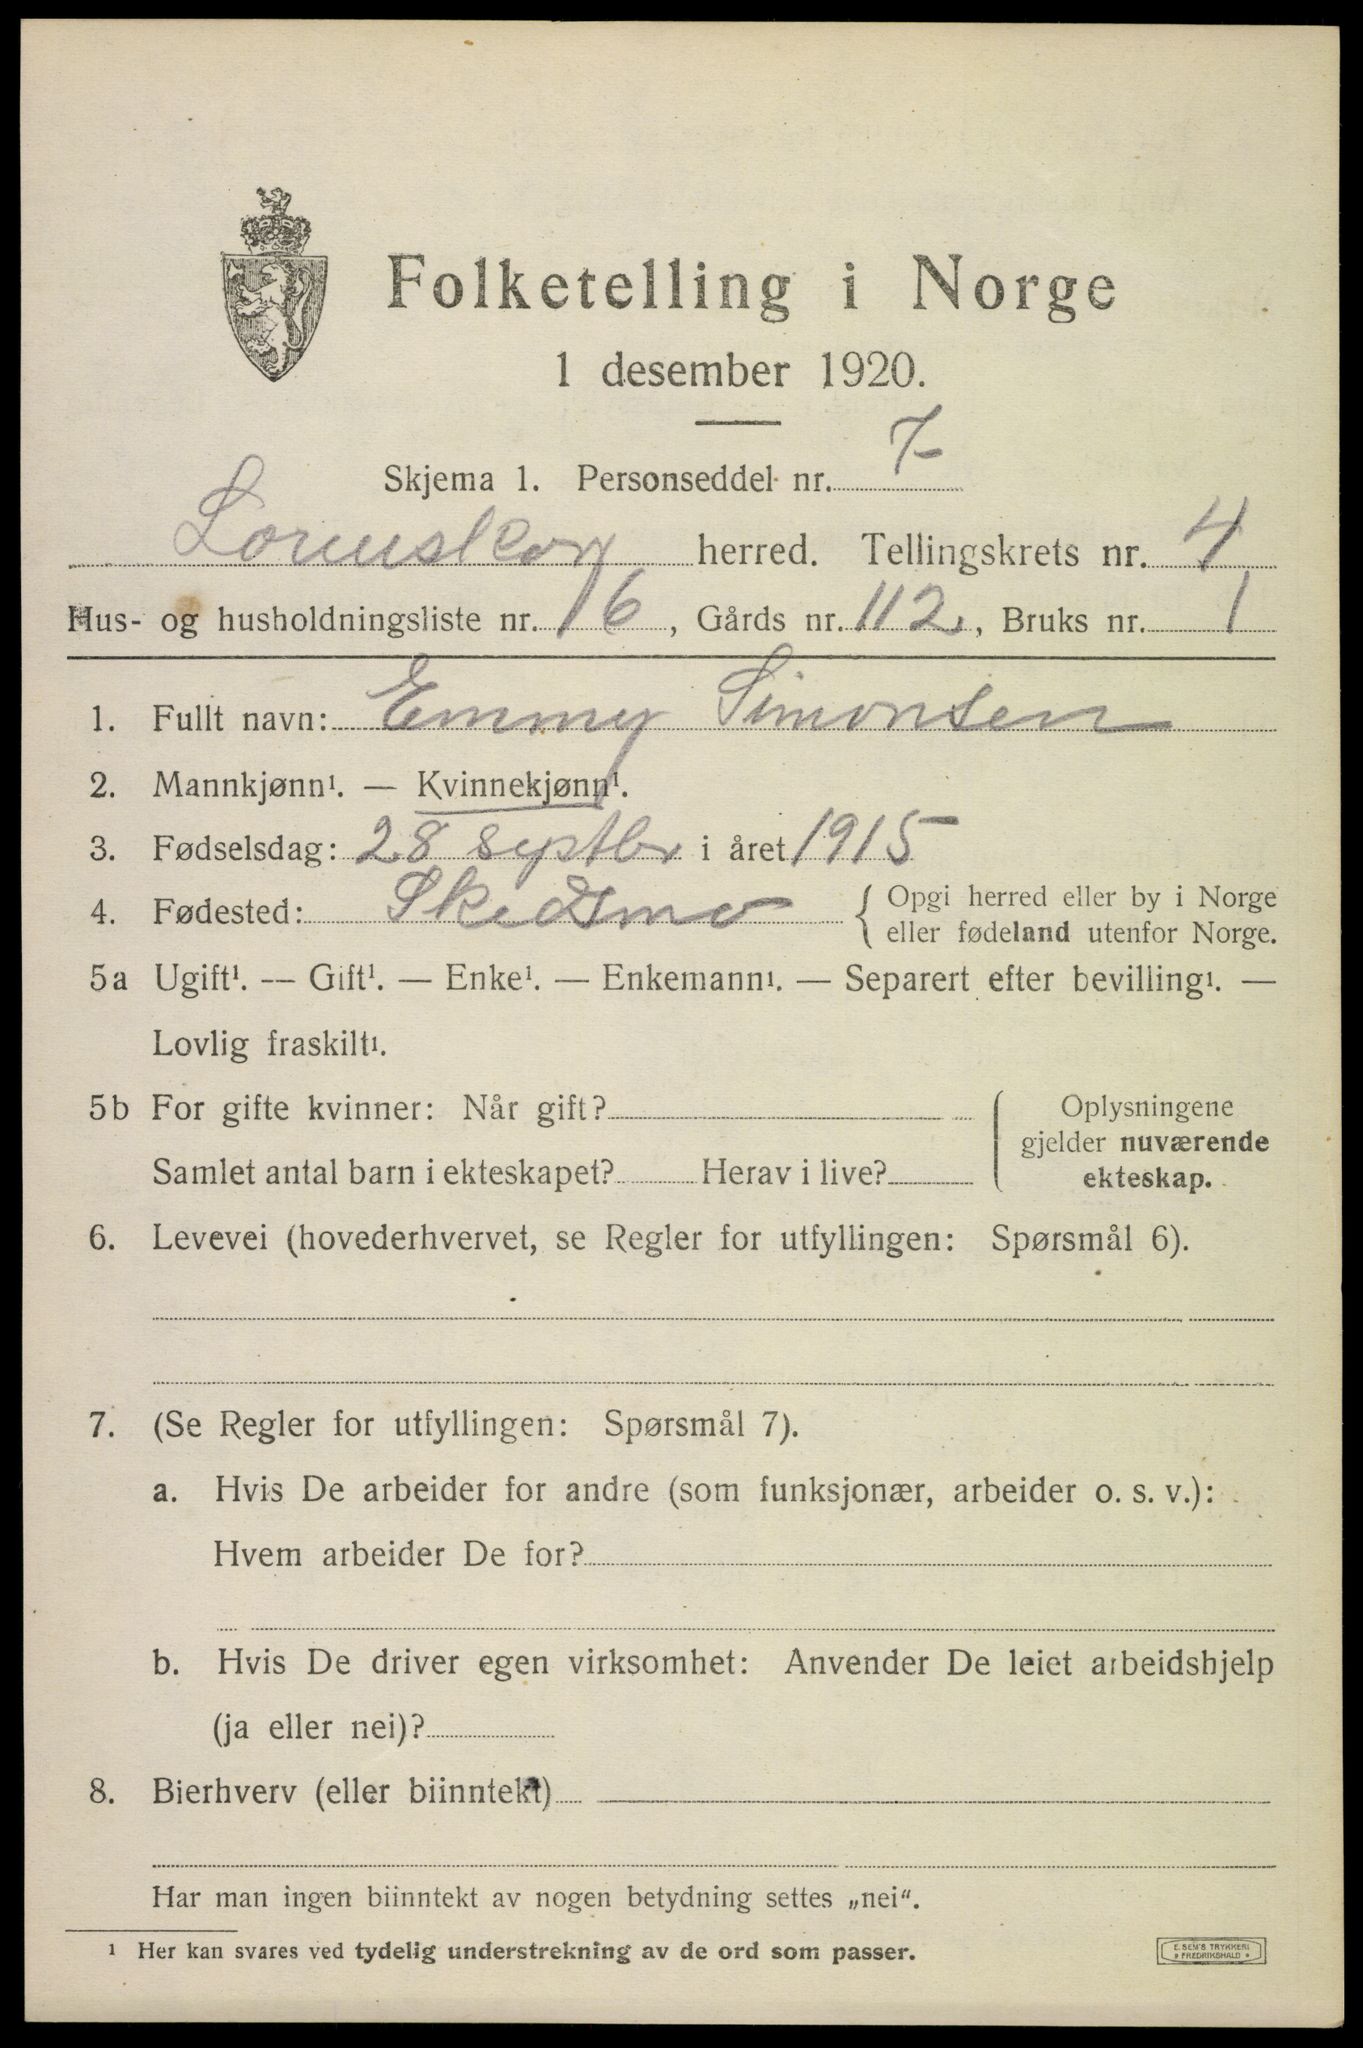 Folketelling i Norge
1 desember 1920.
Skjema 1. Personseddel nr. 7
Lørenskog herred. Tellingskrets nr. 4
Hus- og husholdningsliste nr. 16, Gårds nr. 112, Bruks nr. 1
1. Fullt navn: Emmy Simonsen
2. Mannkjønn¹. — Kvinnekjønn¹.
3. Fødselsdag: 28 septbr i året 1915
4. Fødested: Skedsmo { Opgi herred eller by i Norge
eller fødeland utenfor Norge.
5a Ugift¹. — Gift¹. — Enke¹. — Enkemann¹. — Separert efter bevilling¹. —
Lovlig fraskilt¹.
5b For gifte kvinner: Når gift?
Samlet antal barn i ekteskapet? Herav i live?
Oplysningene
gjelder nuværende
ekteskap.
6. Levevei (hovederhvervet, se Regler for utfyllingen: Spørsmål 6).
7. (Se Regler for utfyllingen: Spørsmål 7).
a. Hvis De arbeider for andre (som funksjonær, arbeider o. s. v.):
Hvem arbeider De for?
b. Hvis De driver egen virksomhet: Anvender De leiet arbeidshjelp
(ja eller nei)?
8. Bierhverv (eller biinntekt)
Har man ingen biinntekt av nogen betydning settes „nei“.
¹ Her kan svares ved tydelig understrekning av de ord som passer.
E. SEM'S TRYKKERI
FREDRIKSHALD